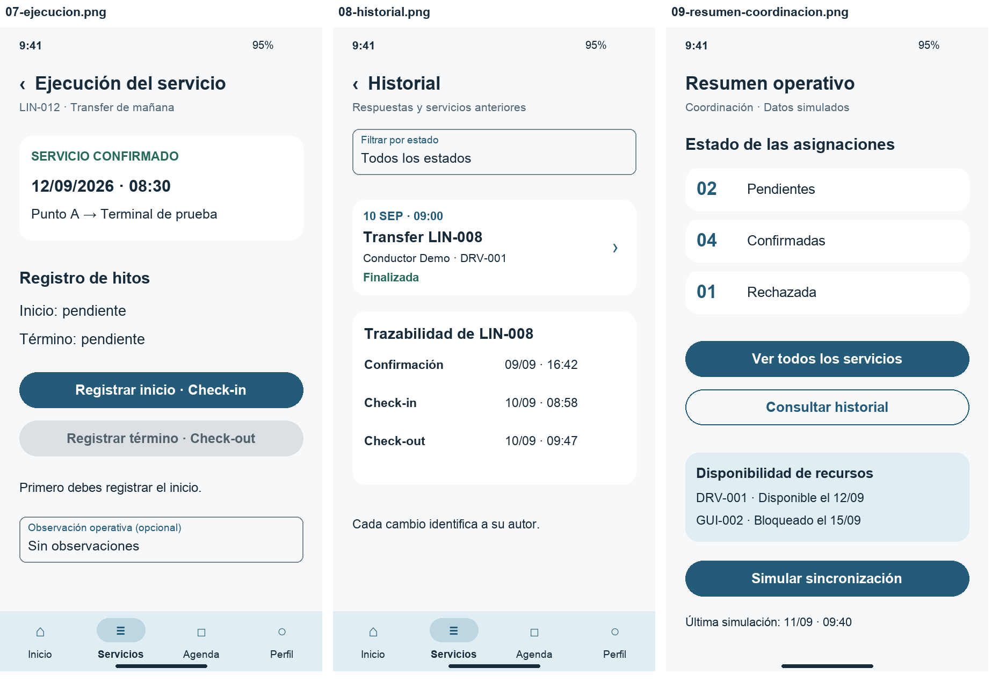 07-ejecucion.png
9:41
95%
‹ Ejecución del servicio
LIN-012 · Transfer de mañana
SERVICIO CONFIRMADO
12/09/2026 · 08:30
Punto A → Terminal de prueba
Registro de hitos
Inicio: pendiente
Término: pendiente
Registrar inicio · Check-in
Registrar término · Check-out
Primero debes registrar el inicio.
Observación operativa (opcional)
Sin observaciones
Inicio
Servicios
Agenda
Perfil
08-historial.png
9:41
95%
‹ Historial
Respuestas y servicios anteriores
Filtrar por estado
Todos los estados
10 SEP · 09:00
Transfer LIN-008
Conductor Demo · DRV-001
Finalizada
›
Trazabilidad de LIN-008
Confirmación 09/09 · 16:42
Check-in 10/09 · 08:58
Check-out 10/09 · 09:47
Cada cambio identifica a su autor.
Inicio
Servicios
Agenda
Perfil
09-resumen-coordinacion.png
9:41
95%
Resumen operativo
Coordinación · Datos simulados
Estado de las asignaciones
02 Pendientes
04 Confirmadas
01 Rechazada
Ver todos los servicios
Consultar historial
Disponibilidad de recursos
DRV-001 · Disponible el 12/09
GUI-002 · Bloqueado el 15/09
Simular sincronización
Última simulación: 11/09 · 09:40